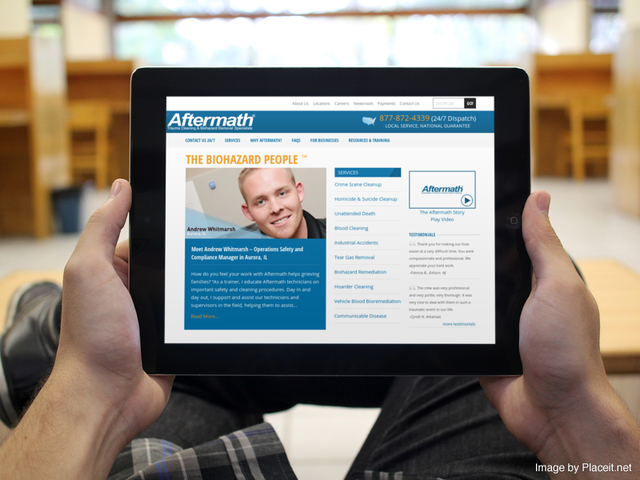 About Us Locations Careers Newsroom Payments Contact Us GO!
Aftermath®
Trauma Cleaning & Biohazard Removal Specialists
877-872-4339 (24/7 Dispatch)
LOCAL SERVICE, NATIONAL GUARANTEE
CONTACT US 24/7 SERVICES WHY AFTERMATH? FAQS FOR BUSINESSES RESOURCES & TRAINING
THE BIOHAZARD PEOPLE ™
Andrew Whitmarsh
Aurora, IL
Meet Andrew Whitmarsh – Operations Safety and
Compliance Manager in Aurora, IL
How do you feel your work with Aftermath helps grieving
families? "As a trainer, I educate Aftermath technicians on
important safety and cleaning procedures. Day in and
day out, I support and assist our technicians and
supervisors in the field, helping them to assist...
Read More...
SERVICES
Crime Scene Cleanup
Homicide & Suicide Cleanup
Unattended Death
Blood Cleaning
Industrial Accidents
Tear Gas Removal
Biohazard Remediation
Hoarder Cleaning
Vehicle Blood Bioremediation
Communicable Disease
Aftermath
The Aftermath Story
Play Video
TESTIMONIALS
Thank you for making our lives
easier at a very difficult time. You were
compassionate and professional. We
appreciate your hard work.
The crew was very professional
and very polite; very thorough. It was
very nice to deal with them in such a
traumatic event in our life.
more testimonials
Image by Placeit.net